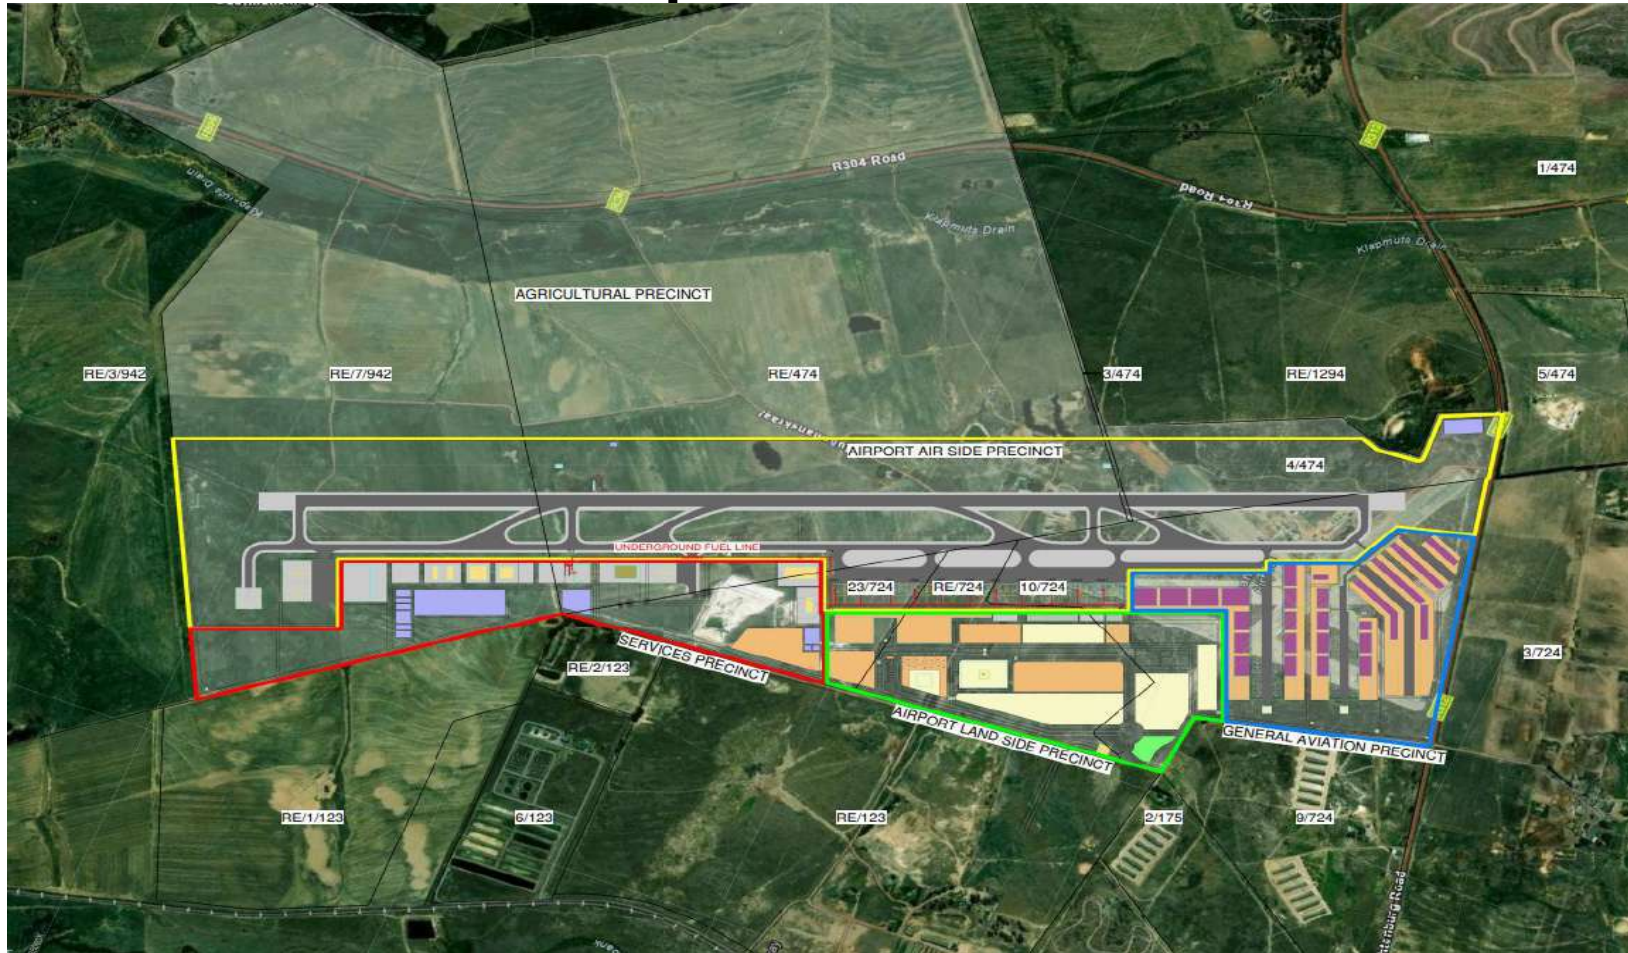 1/474
R304 Road
R304 Road
Klapmuts Drain
Klapmuts Drain
Klapmuts Drain
AGRICULTURAL PRECINCT
RE/3/942
RE/7/942
RE/474
3/474
RE/1294
5/474
AIRPORT AIR SIDE PRECINCT
4/474
UNDERGROUND FUEL LINE
23/724
RE/724
10/724
SERVICES PRECINCT
RE/2/123
3/724
AIRPORT LAND SIDE PRECINCT
GENERAL AVIATION PRECINCT
RE/1/123
6/123
RE/123
2/175
9/724